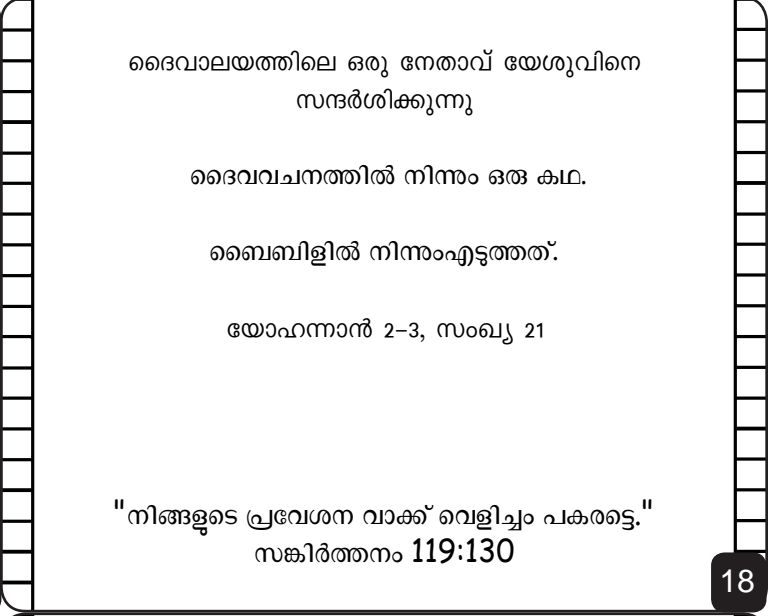 ദൈവാലയത്തിലെ ഒരു നേതാവ് യേശുവിനെ
സന്ദർശിക്കുന്നു
ദൈവവചനത്തിൽ നിന്നും ഒരു കഥ.
ബൈബിളിൽ നിന്നുംഎടുത്തത്.
യോഹന്നാൻ 2-3, സംഖ്യ 21
"നിങ്ങളുടെ പ്രവേശന വാക്ക് വെളിച്ചം പകരട്ടെ."
സങ്കിർത്തനം 119:130
18